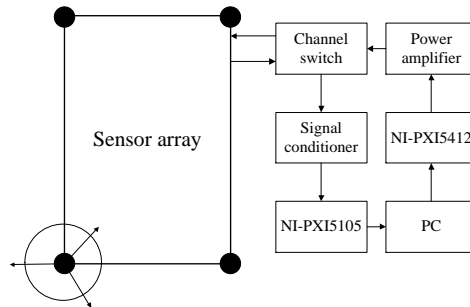 Sensor array
Channel
switch
Power
amplifier
Signal
conditioner
NI-PXI5412
NI-PXI5105
PC